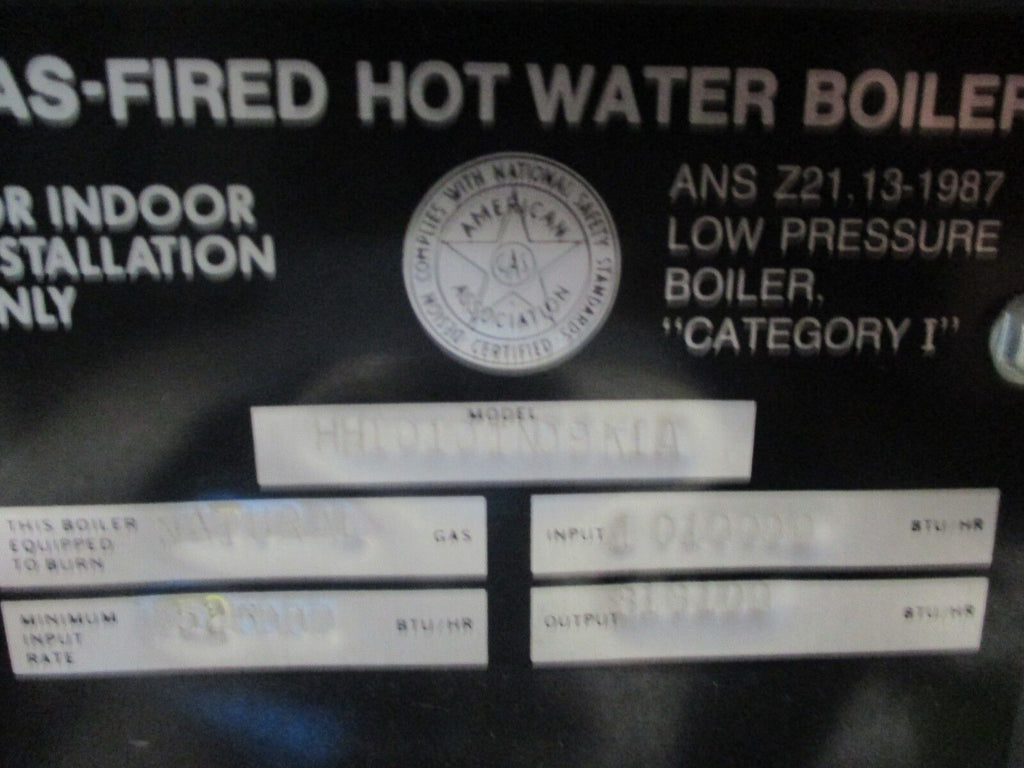 AS-FIRED HOT WATER BOILER
OR INDOOR
STALLATION
NLY
DESIGN COMPLIES WITH NATIONAL SAFETY STANDARDS
CERTIFIED
AMERICAN
GAS
ASSOCIATION
ANS Z21.13-1987
LOW PRESSURE
BOILER,
"CATEGORY I"
MODEL
THIS BOILER
EQUIPPED
TO BURN
NATURAL
GAS
INPUT
BTU/HR
MINIMUM
INPUT
RATE
BTU/HR
OUTPUT
BTU/HR